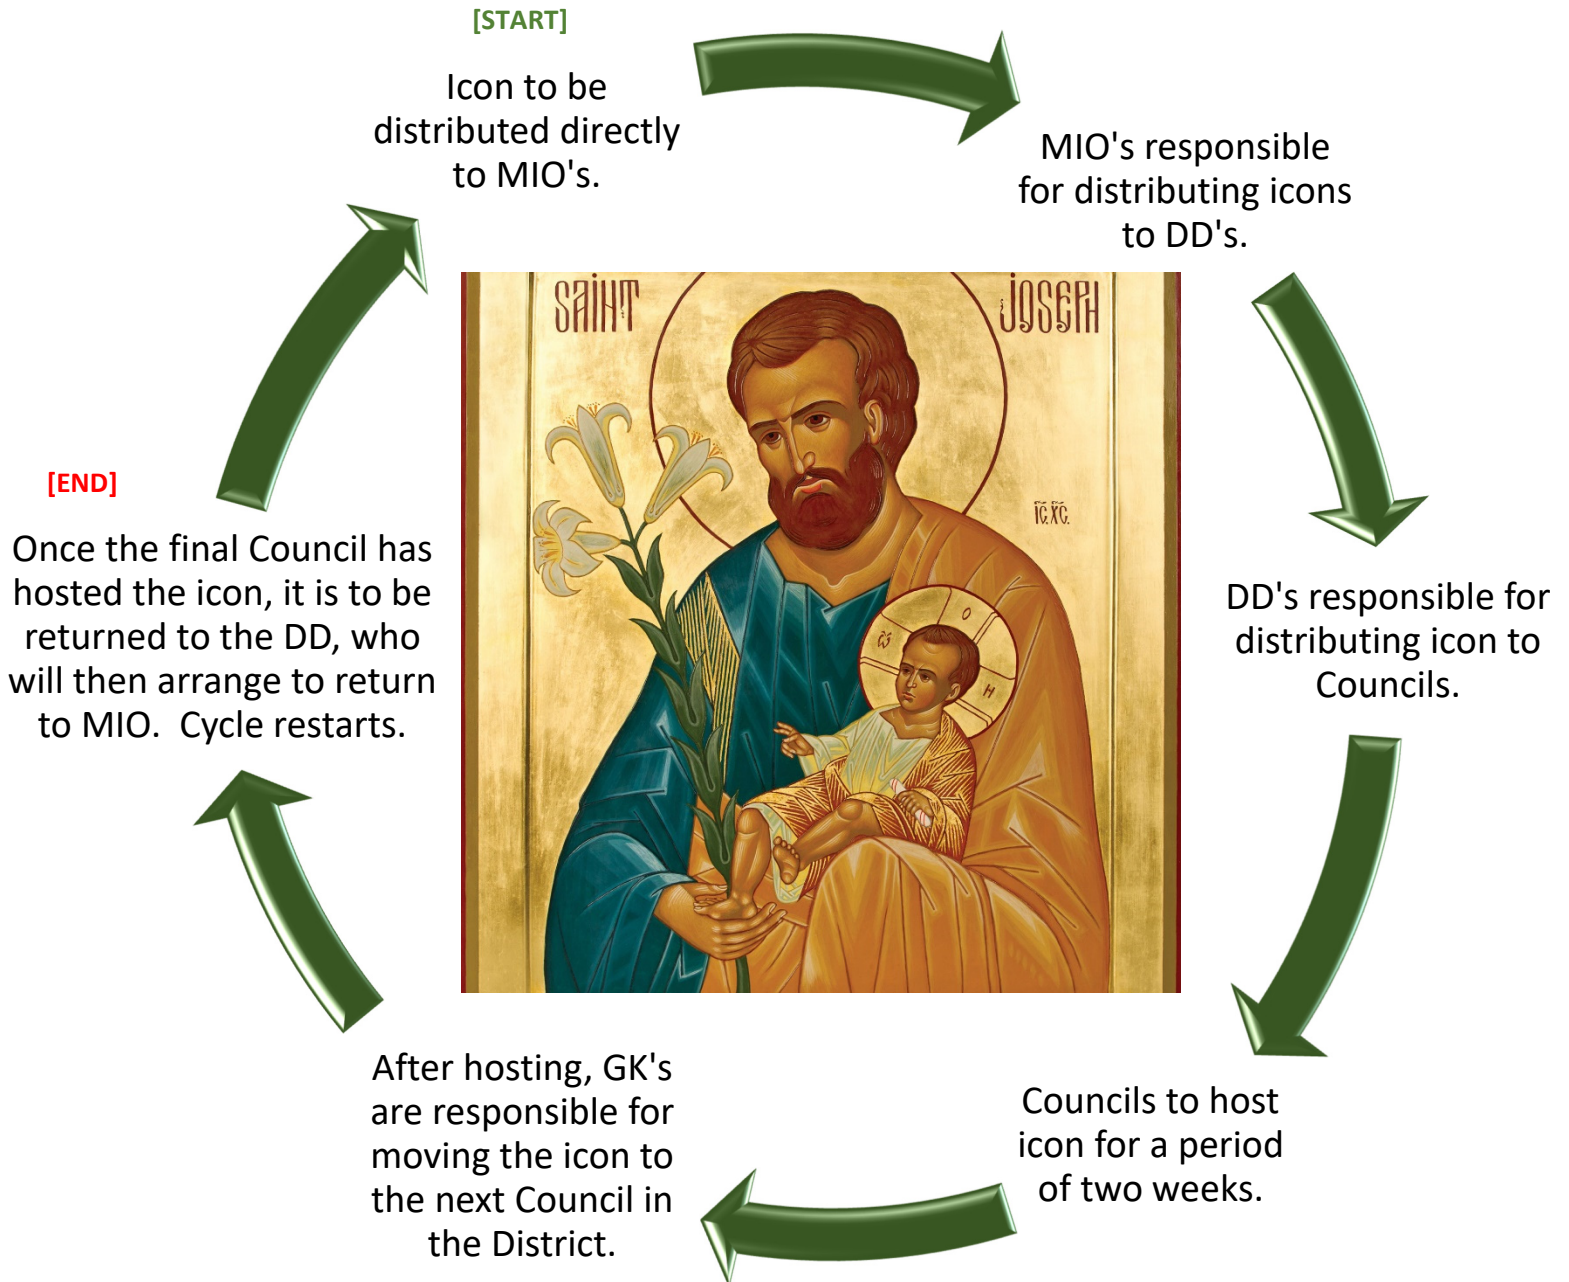 [START]
Icon to be
distributed directly
to MIO's.
MIO's responsible
for distributing icons
to DD's.
DD's responsible for
distributing icon to
Councils.
Councils to host
icon for a period
of two weeks.
After hosting, GK's
are responsible for
moving the icon to
the next Council in
the District.
[END]
Once the final Council has
hosted the icon, it is to be
returned to the DD, who
will then arrange to return
to MIO.  Cycle restarts.
SAINT JOSEPH
IC XC
Ѡ О Н